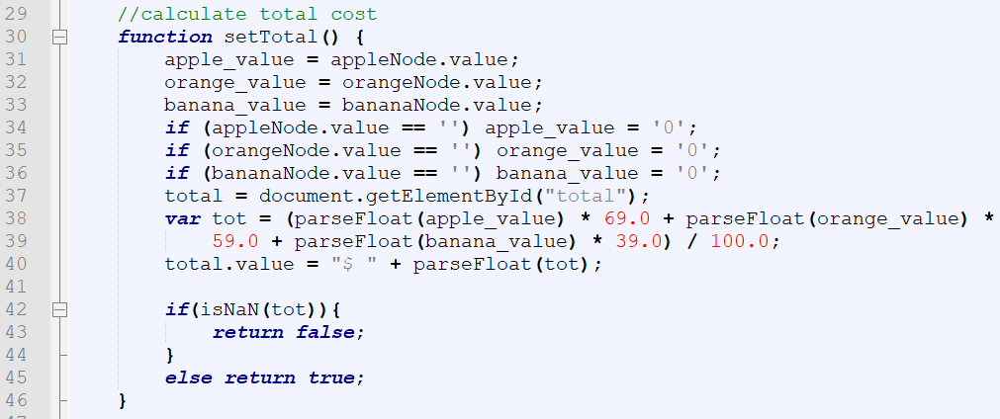 29 //calculate total cost
30 function setTotal() {
31 apple_value = appleNode.value;
32 orange_value = orangeNode.value;
33 banana_value = bananaNode.value;
34 if (appleNode.value == '') apple_value = '0';
35 if (orangeNode.value == '') orange_value = '0';
36 if (bananaNode.value == '') banana_value = '0';
37 total = document.getElementById("total");
38 var tot = (parseFloat(apple_value) * 69.0 + parseFloat(orange_value) *
39 59.0 + parseFloat(banana_value) * 39.0) / 100.0;
40 total.value = "$ " + parseFloat(tot);
41
42 if(isNaN(tot)){
43 return false;
44 }
45 else return true;
46 }